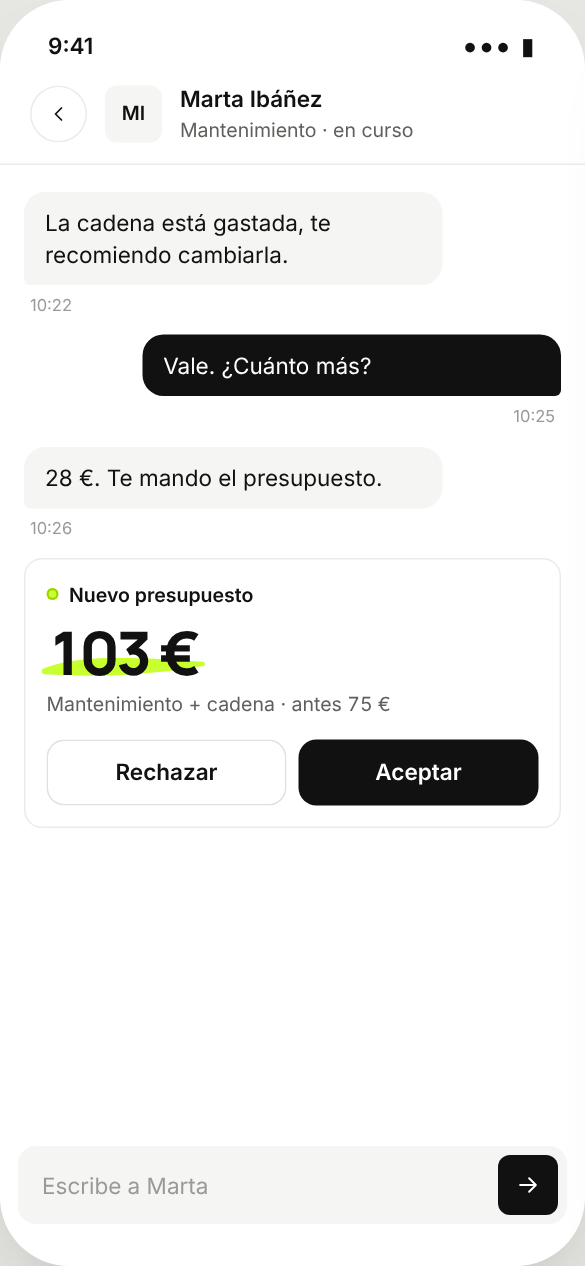 9:41
MI
Marta Ibáñez
Mantenimiento · en curso
La cadena está gastada, te
recomiendo cambiarla.
10:22
Vale. ¿Cuánto más?
10:25
28 €. Te mando el presupuesto.
10:26
Nuevo presupuesto
103 €
Mantenimiento + cadena · antes 75 €
Rechazar
Aceptar
Escribe a Marta